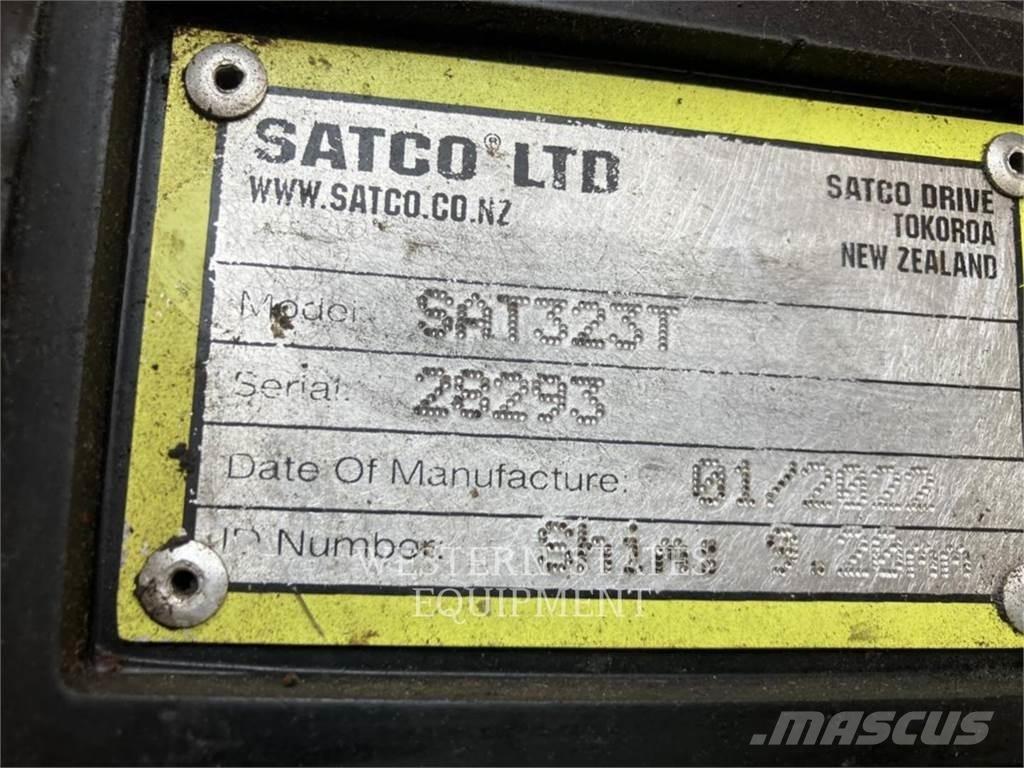 SATCO® LTD
WWW.SATCO.CO.NZ
SATCO DRIVE
TOKOROA
NEW ZEALAND
Model: SAT323T
Serial: 28293
Date Of Manufacture: 01/2022
ID Number: Shims 9.20mm
WESTERN STATES
EQUIPMENT
MASCUS